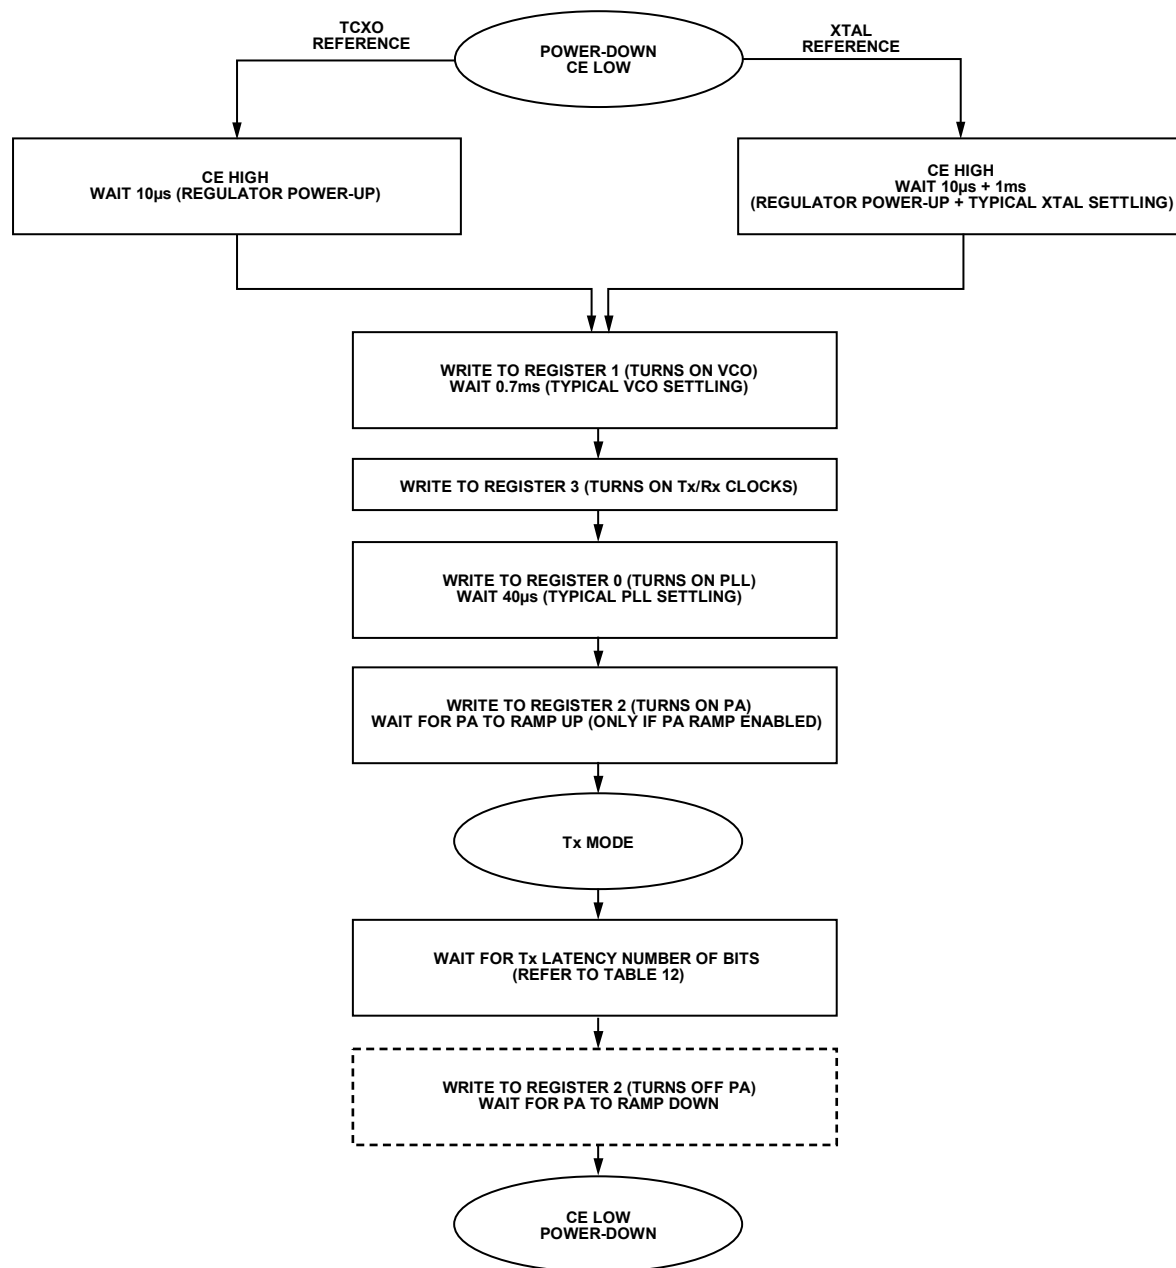 TCXO
REFERENCE
POWER-DOWN
CE LOW
XTAL
REFERENCE
CE HIGH
WAIT 10µs (REGULATOR POWER-UP)
CE HIGH
WAIT 10µs + 1ms
(REGULATOR POWER-UP + TYPICAL XTAL SETTLING)
WRITE TO REGISTER 1 (TURNS ON VCO)
WAIT 0.7ms (TYPICAL VCO SETTLING)
WRITE TO REGISTER 3 (TURNS ON Tx/Rx CLOCKS)
WRITE TO REGISTER 0 (TURNS ON PLL)
WAIT 40µs (TYPICAL PLL SETTLING)
WRITE TO REGISTER 2 (TURNS ON PA)
WAIT FOR PA TO RAMP UP (ONLY IF PA RAMP ENABLED)
Tx MODE
WAIT FOR Tx LATENCY NUMBER OF BITS
(REFER TO TABLE 12)
WRITE TO REGISTER 2 (TURNS OFF PA)
WAIT FOR PA TO RAMP DOWN
CE LOW
POWER-DOWN